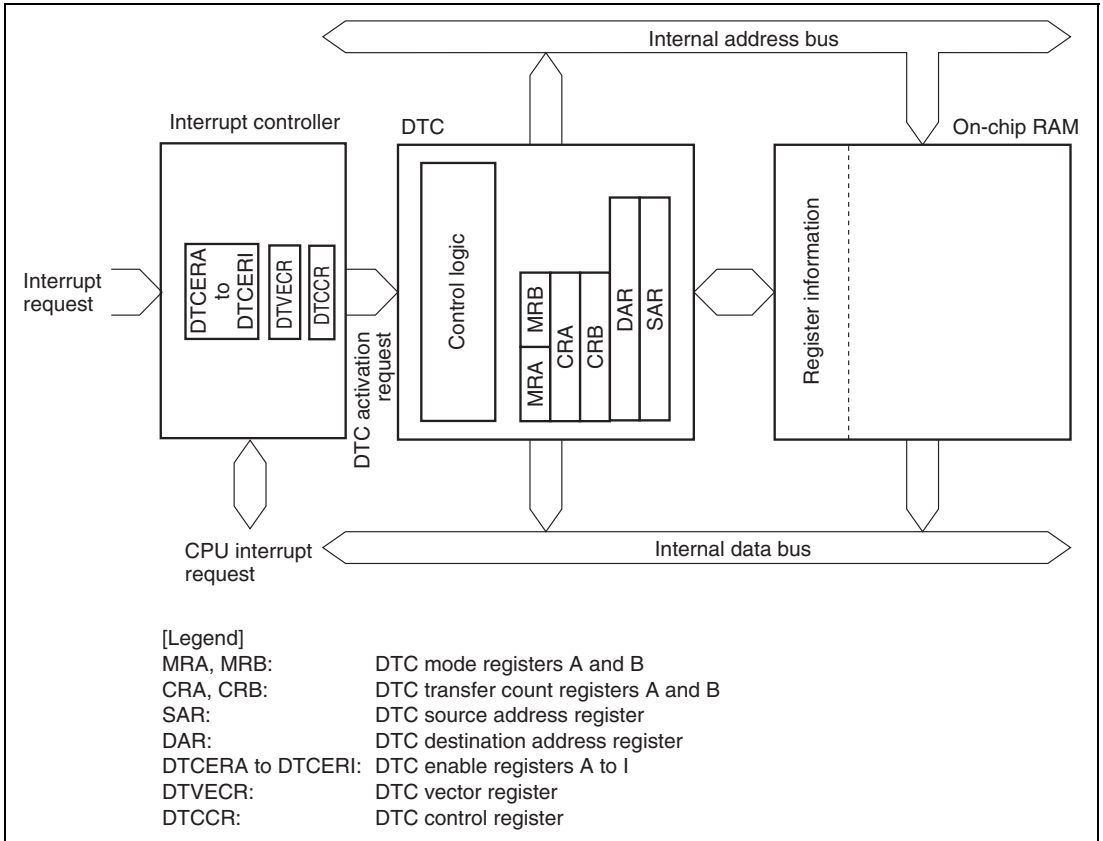 Internal address bus
Interrupt controller
DTC
On-chip RAM
Interrupt
request
DTCERA
to
DTCERI
DTVECR
DTCCR
DTC activation
request
Control logic
MRA
MRB
CRA
CRB
DAR
SAR
Register information
CPU interrupt
request
Internal data bus
[Legend]
MRA, MRB: DTC mode registers A and B
CRA, CRB: DTC transfer count registers A and B
SAR: DTC source address register
DAR: DTC destination address register
DTCERA to DTCERI: DTC enable registers A to I
DTVECR: DTC vector register
DTCCR: DTC control register